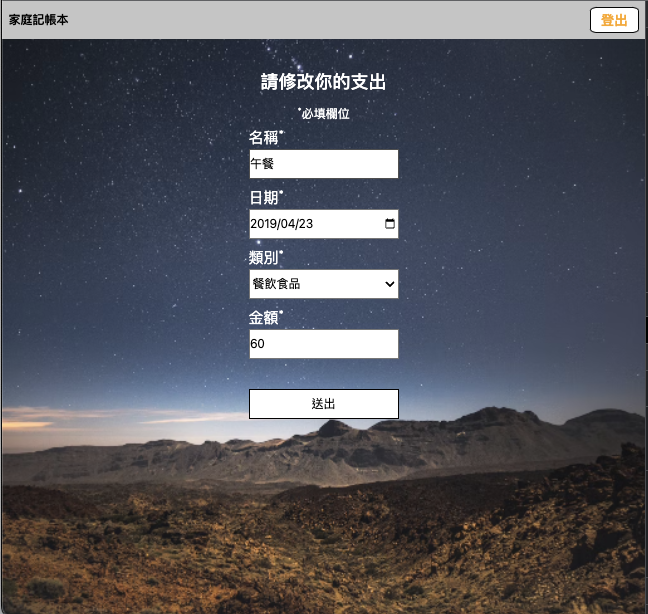 家庭記帳本
登出
請修改你的支出
*必填欄位
名稱*
午餐
日期*
2019/04/23
類別*
餐飲食品
金額*
60
送出